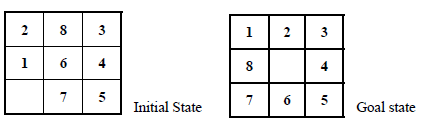 2 8 3
1 6 4
7 5
Initial State
1 2 3
8 4
7 6 5
Goal state